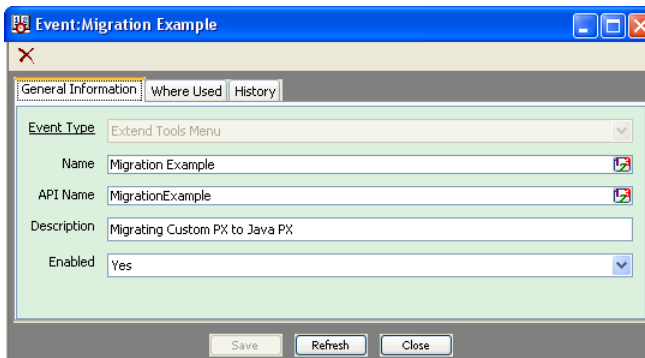 Event:Migration Example
General Information Where Used History
Event Type Extend Tools Menu
Name Migration Example
API Name MigrationExample
Description Migrating Custom PX to Java PX
Enabled Yes
Save Refresh Close